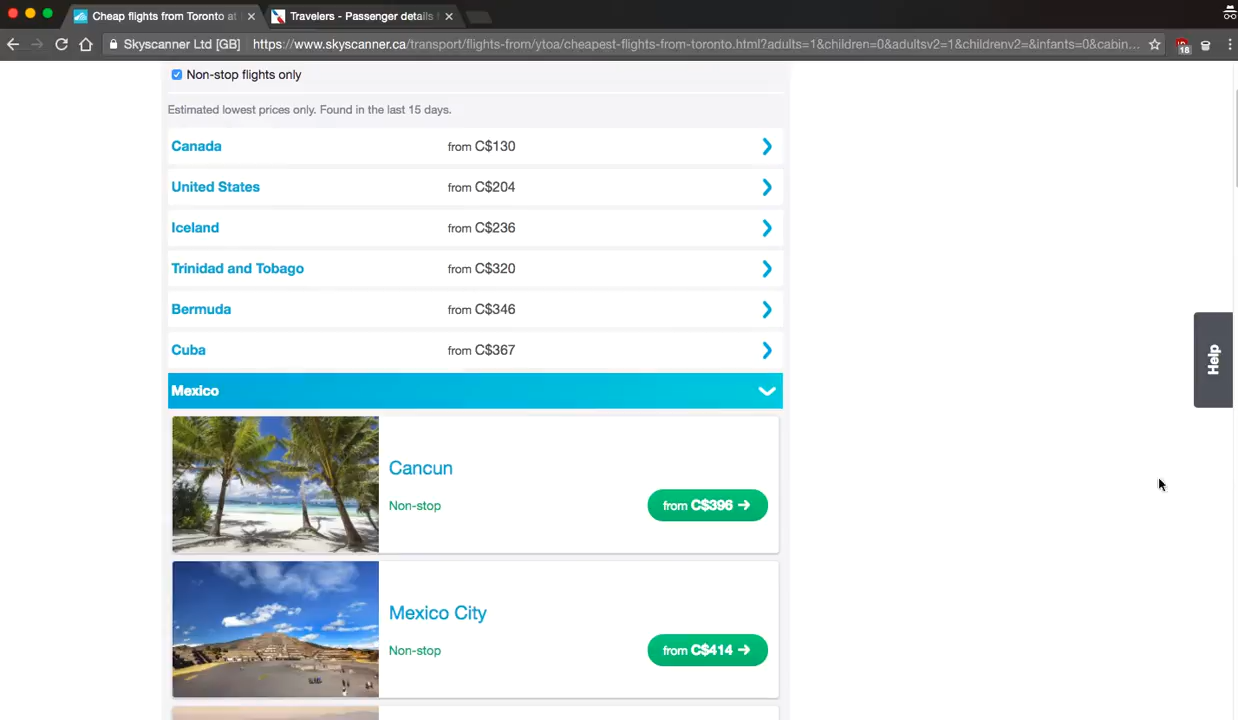 Cheap flights from Toronto at
Travelers - Passenger details
Skyscanner Ltd [GB]
https://www.skyscanner.ca/transport/flights-from/ytoa/cheapest-flights-from-toronto.html?adults=1&children=0&adultsv2=1&childrenv2=&infants=0&cabin...
18
Non-stop flights only
Estimated lowest prices only. Found in the last 15 days.
Canada from C$130
United States from C$204
Iceland from C$236
Trinidad and Tobago from C$320
Bermuda from C$346
Cuba from C$367
Mexico
Cancun
Non-stop from C$396 →
Mexico City
Non-stop from C$414 →
Help